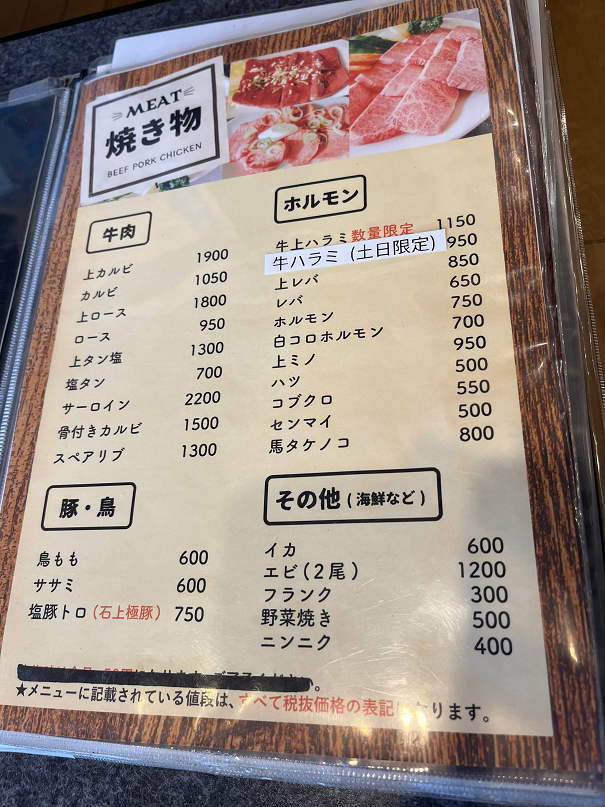 MEAT
焼き物
BEEF PORK CHICKEN
牛肉
上カルビ 1900
カルビ 1050
上ロース 1800
ロース 950
上タン塩 1300
塩タン 700
サーロイン 2200
骨付きカルビ 1500
スペアリブ 1300
ホルモン
牛上ハラミ 数量限定 1150
牛ハラミ (土日限定) 950
上レバ 850
レバ 650
ホルモン 750
白コロホルモン 700
上ミノ 950
ハツ 500
コブクロ 550
センマイ 500
馬タケノコ 800
豚・鳥
鳥もも 600
ササミ 600
塩豚トロ (石上極豚) 750
その他 (海鮮など)
イカ 600
エビ(2尾) 1200
フランク 300
野菜焼き 500
ニンニク 400
★メニューに記載されている値段は、すべて税抜価格の表記になります。